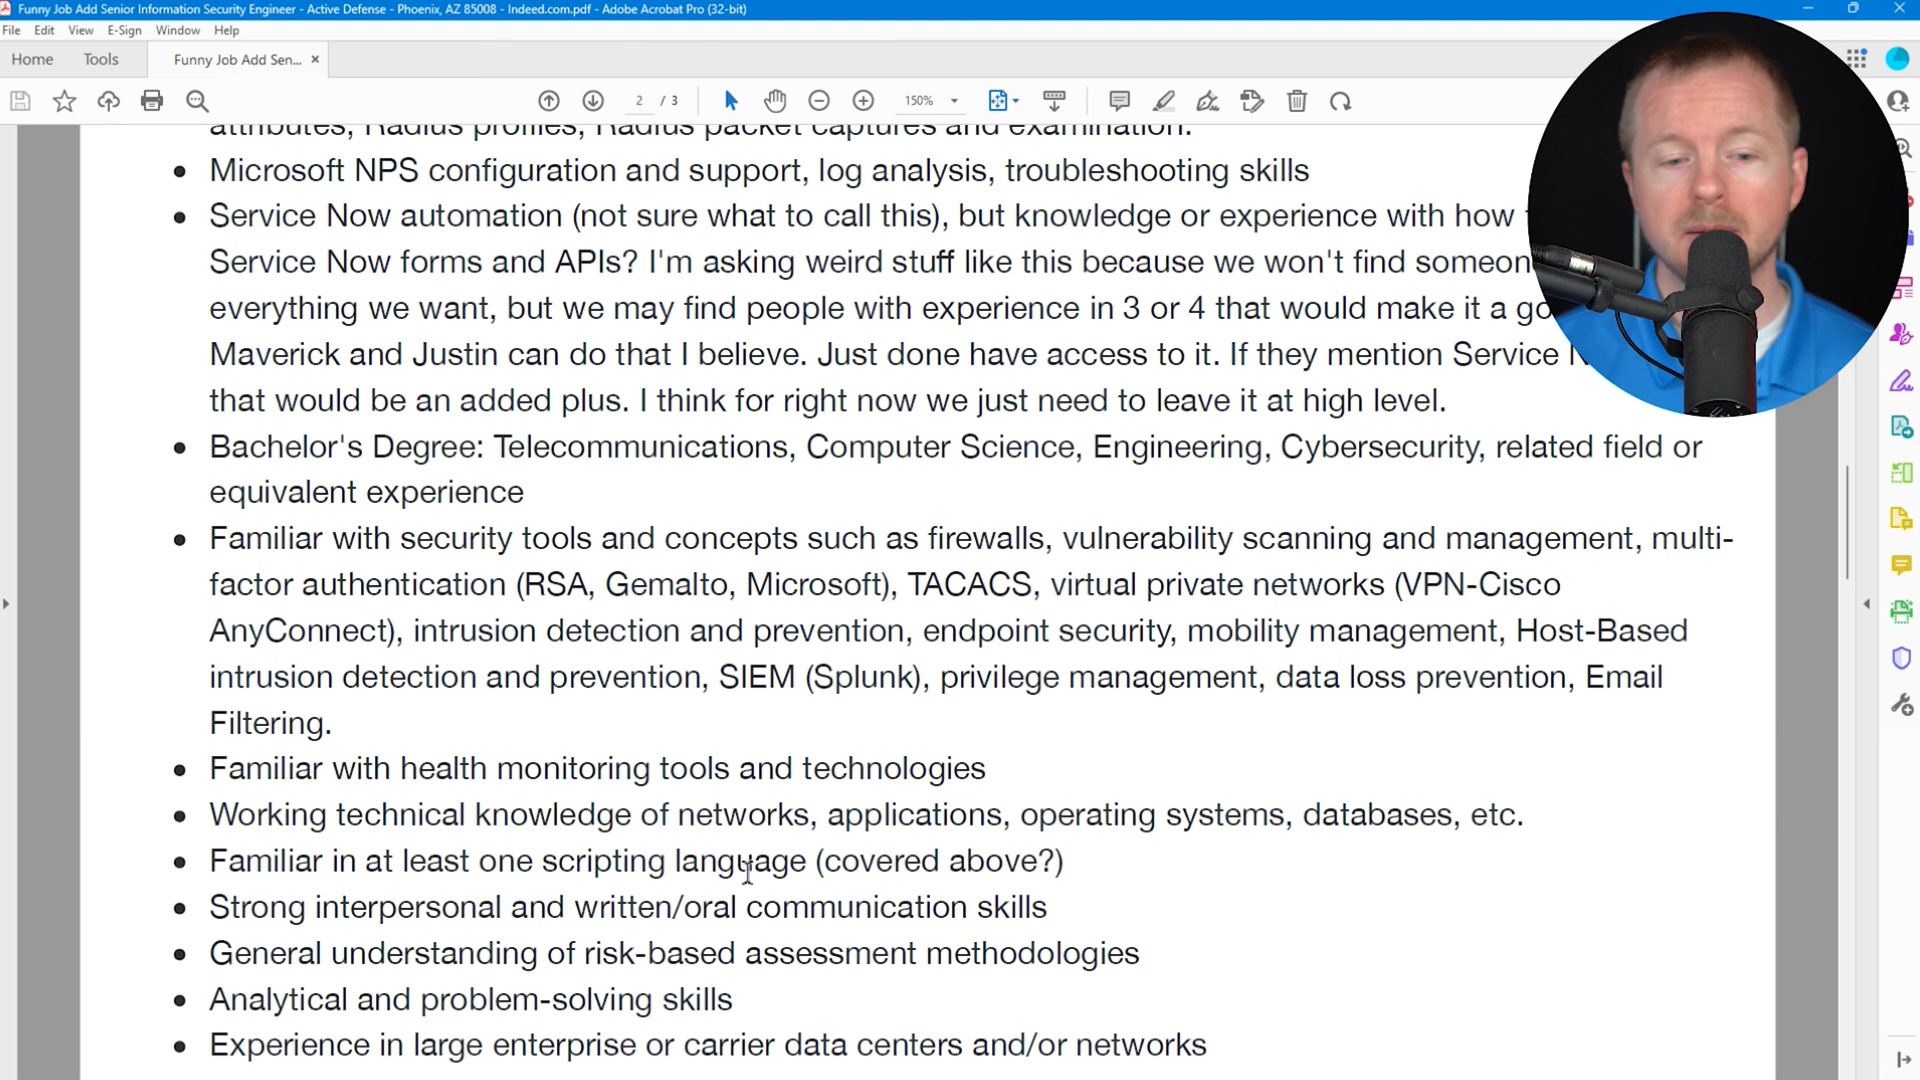 Funny Job Add Senior Information Security Engineer - Active Defense - Phoenix, AZ 85008 - Indeed.com.pdf - Adobe Acrobat Pro (32-bit)
File Edit View E-Sign Window Help
Home Tools Funny Job Add Sen... ×
2 / 3 150%
attributes, Radius profiles, Radius packet captures and examination.
• Microsoft NPS configuration and support, log analysis, troubleshooting skills
• Service Now automation (not sure what to call this), but knowledge or experience with how
Service Now forms and APIs? I'm asking weird stuff like this because we won't find
everything we want, but we may find people with experience in 3 or 4 that would make it a
Maverick and Justin can do that I believe. Just done have access to it. If they mention Service
that would be an added plus. I think for right now we just need to leave it at high level.
• Bachelor's Degree: Telecommunications, Computer Science, Engineering, Cybersecurity, related field or
equivalent experience
• Familiar with security tools and concepts such as firewalls, vulnerability scanning and management, multi-
factor authentication (RSA, Gemalto, Microsoft), TACACS, virtual private networks (VPN-Cisco
AnyConnect), intrusion detection and prevention, endpoint security, mobility management, Host-Based
intrusion detection and prevention, SIEM (Splunk), privilege management, data loss prevention, Email
Filtering.
• Familiar with health monitoring tools and technologies
• Working technical knowledge of networks, applications, operating systems, databases, etc.
• Familiar in at least one scripting language (covered above?)
• Strong interpersonal and written/oral communication skills
• General understanding of risk-based assessment methodologies
• Analytical and problem-solving skills
• Experience in large enterprise or carrier data centers and/or networks